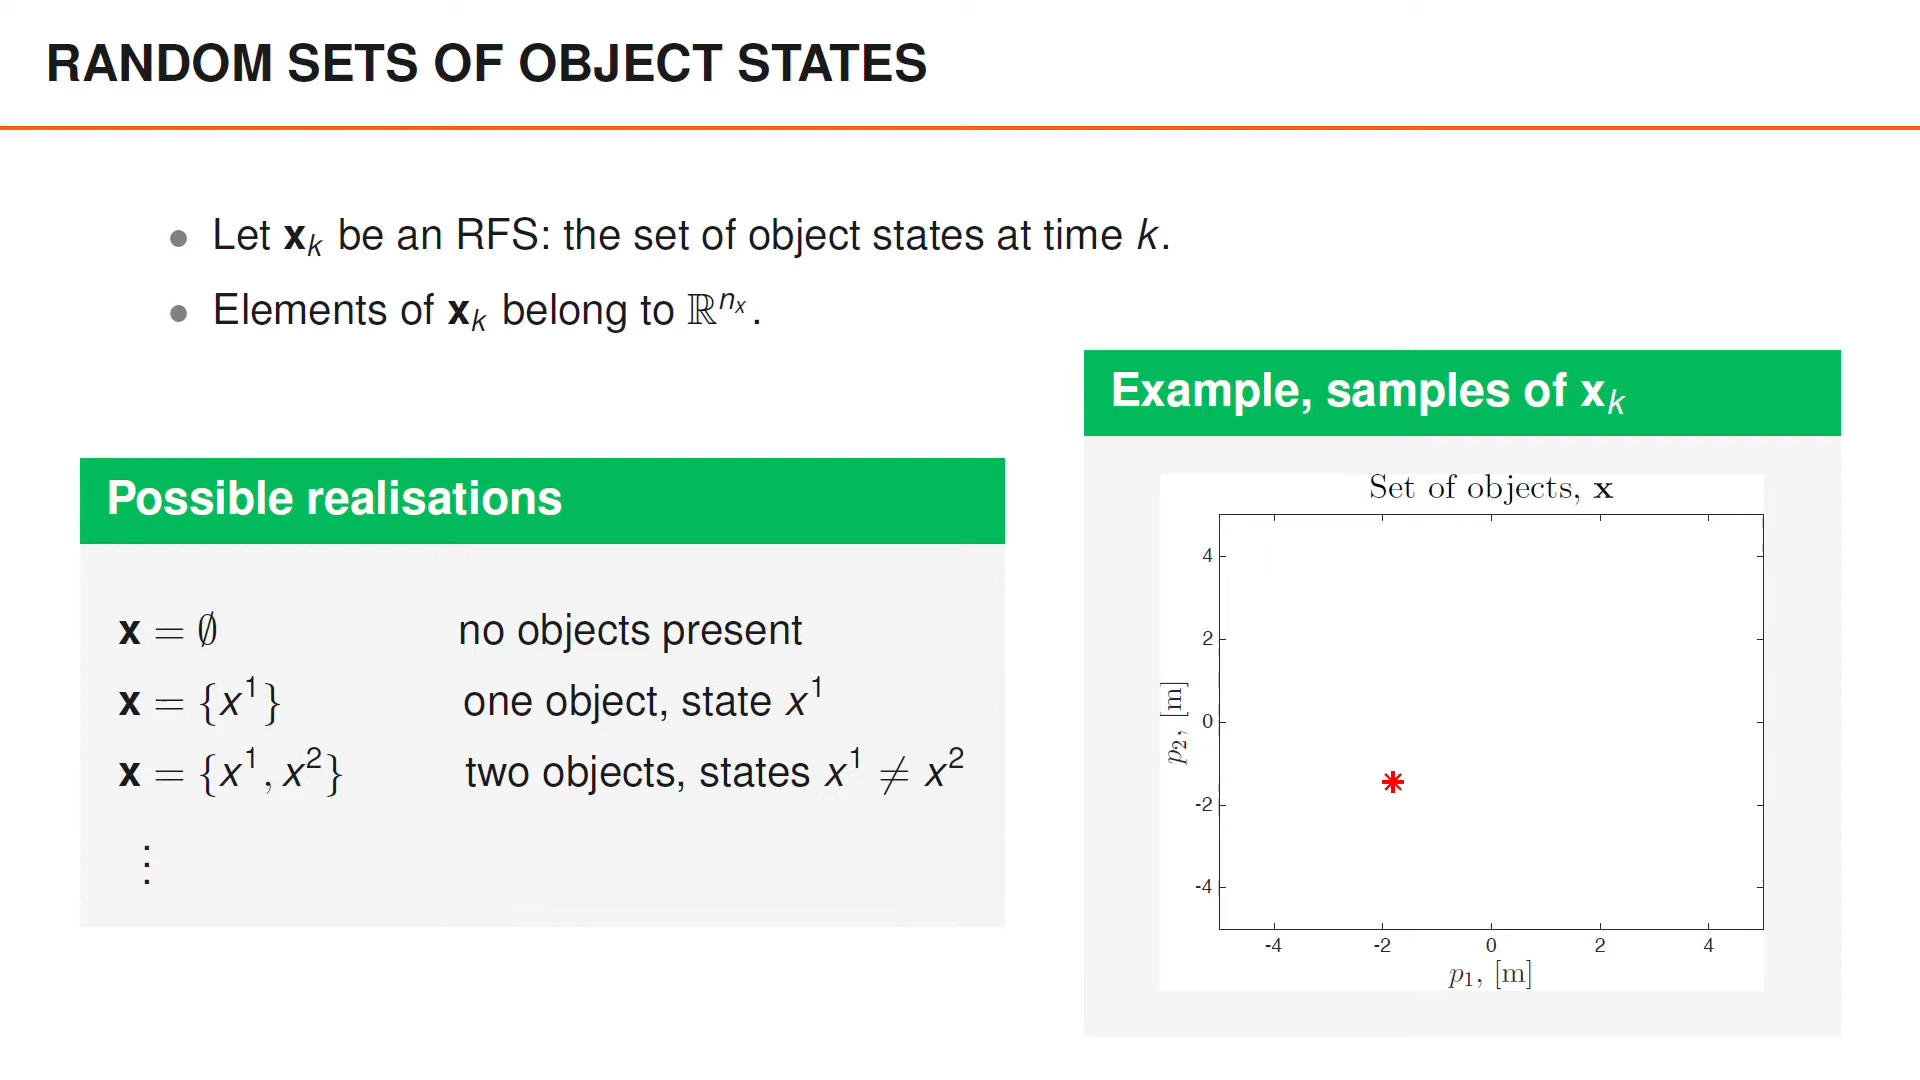 RANDOM SETS OF OBJECT STATES
● Let 𝐱ₖ be an RFS: the set of object states at time k.
● Elements of 𝐱ₖ belong to ℝ^{n_x}.
Possible realisations
𝐱 = ∅ no objects present
𝐱 = {x¹} one object, state x¹
𝐱 = {x¹, x²} two objects, states x¹ ≠ x²
⋮
Example, samples of 𝐱ₖ
Set of objects, 𝐱
4
2
0
-2
-4
p₂, [m]
-4 -2 0 2 4
p₁, [m]